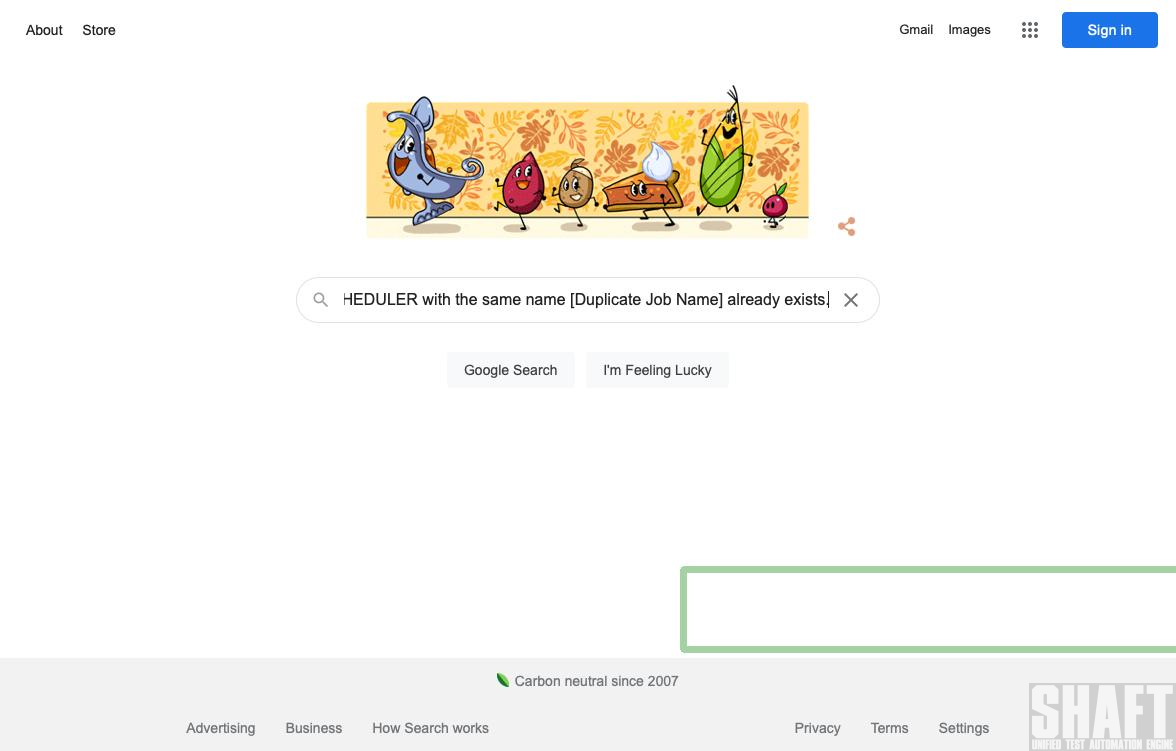 About Store
Gmail Images
Sign in
HEDULER with the same name [Duplicate Job Name] already exists.
Google Search
I'm Feeling Lucky
Carbon neutral since 2007
Advertising Business How Search works
Privacy Terms Settings
SHAFT
UNIFIED TEST AUTOMATION ENGINE